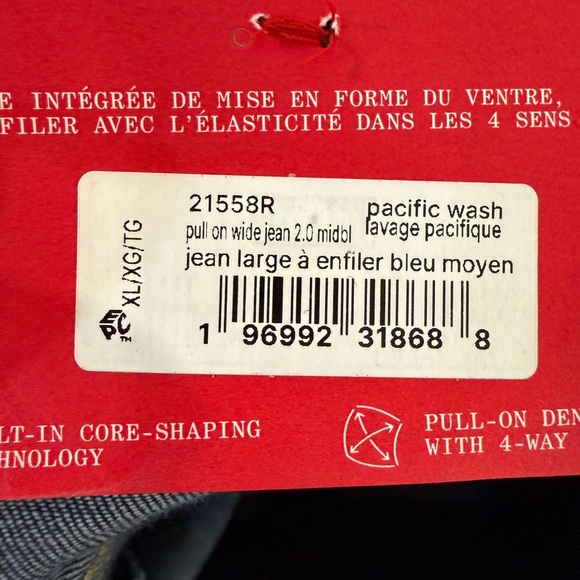 E INTÉGRÉE DE MISE EN FORME DU VENTRE,
FILER AVEC L'ÉLASTICITÉ DANS LES 4 SENS
21558R
pacific wash
pull on wide jean 2.0 midbl
lavage pacifique
jean large à enfiler bleu moyen
XL/XG/TG
EPC™
1 96992 31868 8
LT-IN CORE-SHAPING
HNOLOGY
PULL-ON DEN
WITH 4-WAY